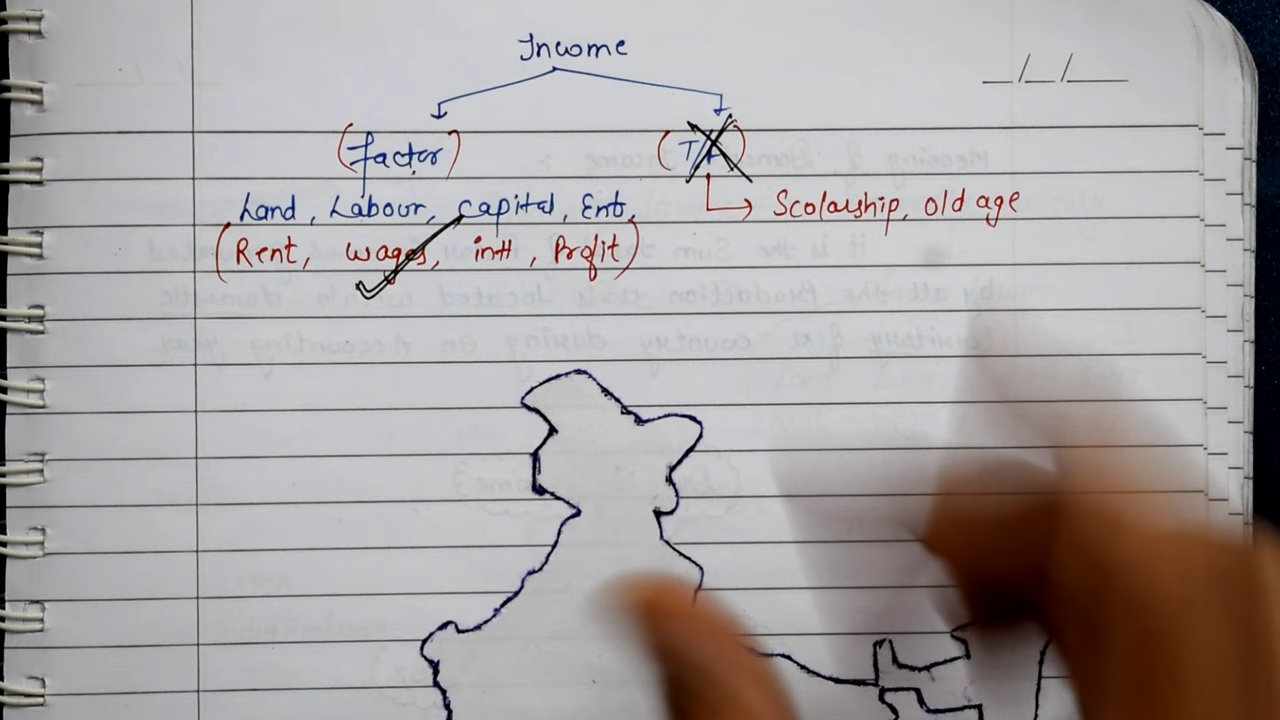 Income
(factor) (T/P)
Land, Labour, capital, Ent, Scolarship, old age
(Rent, wages, intt, Profit)